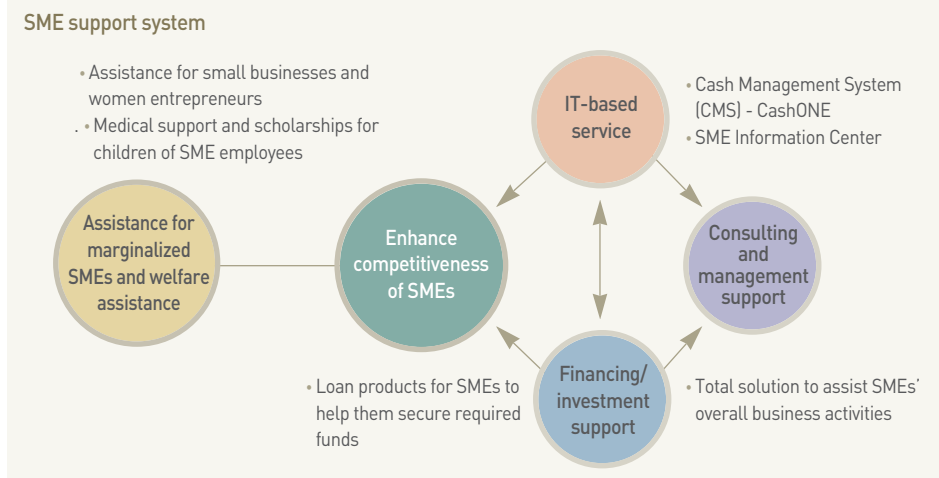 SME support system
• Assistance for small businesses and
women entrepreneurs
. • Medical support and scholarships for
children of SME employees
IT-based
service
• Cash Management System
(CMS) - CashONE
• SME Information Center
Assistance for
marginalized
SMEs and welfare
assistance
Enhance
competitiveness
of SMEs
Consulting
and
management
support
• Loan products for SMEs to
help them secure required
funds
Financing/
investment
support
• Total solution to assist SMEs’
overall business activities